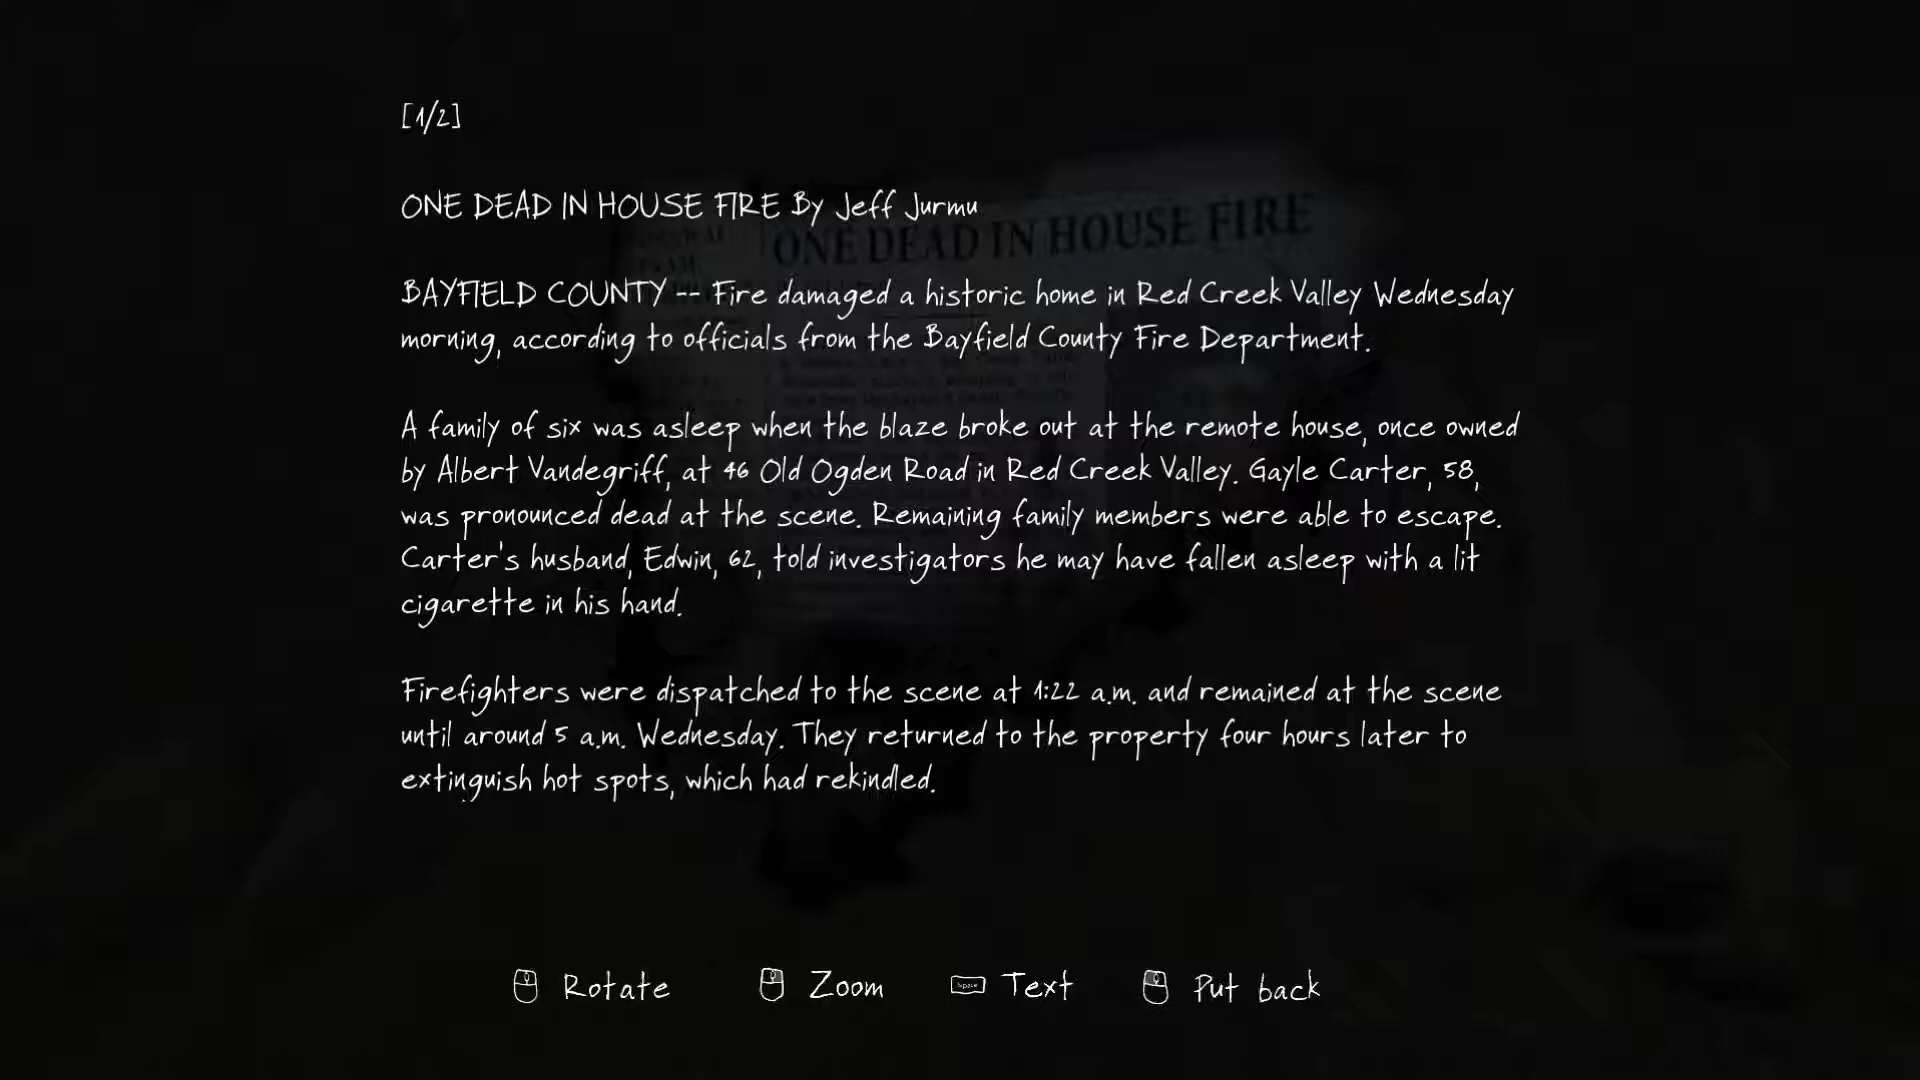 [1/2]
ONE DEAD IN HOUSE FIRE By Jeff Jurmu
ONE DEAD IN HOUSE FIRE
BAYFIELD COUNTY -- Fire damaged a historic home in Red Creek Valley Wednesday
morning, according to officials from the Bayfield County Fire Department.
A family of six was asleep when the blaze broke out at the remote house, once owned
by Albert Vandegriff, at 46 Old Ogden Road in Red Creek Valley. Gayle Carter, 58,
was pronounced dead at the scene. Remaining family members were able to escape.
Carter's husband, Edwin, 62, told investigators he may have fallen asleep with a lit
cigarette in his hand.
Firefighters were dispatched to the scene at 1:22 a.m. and remained at the scene
until around 5 a.m. Wednesday. They returned to the property four hours later to
extinguish hot spots, which had rekindled.
Rotate Zoom Space Text Put back